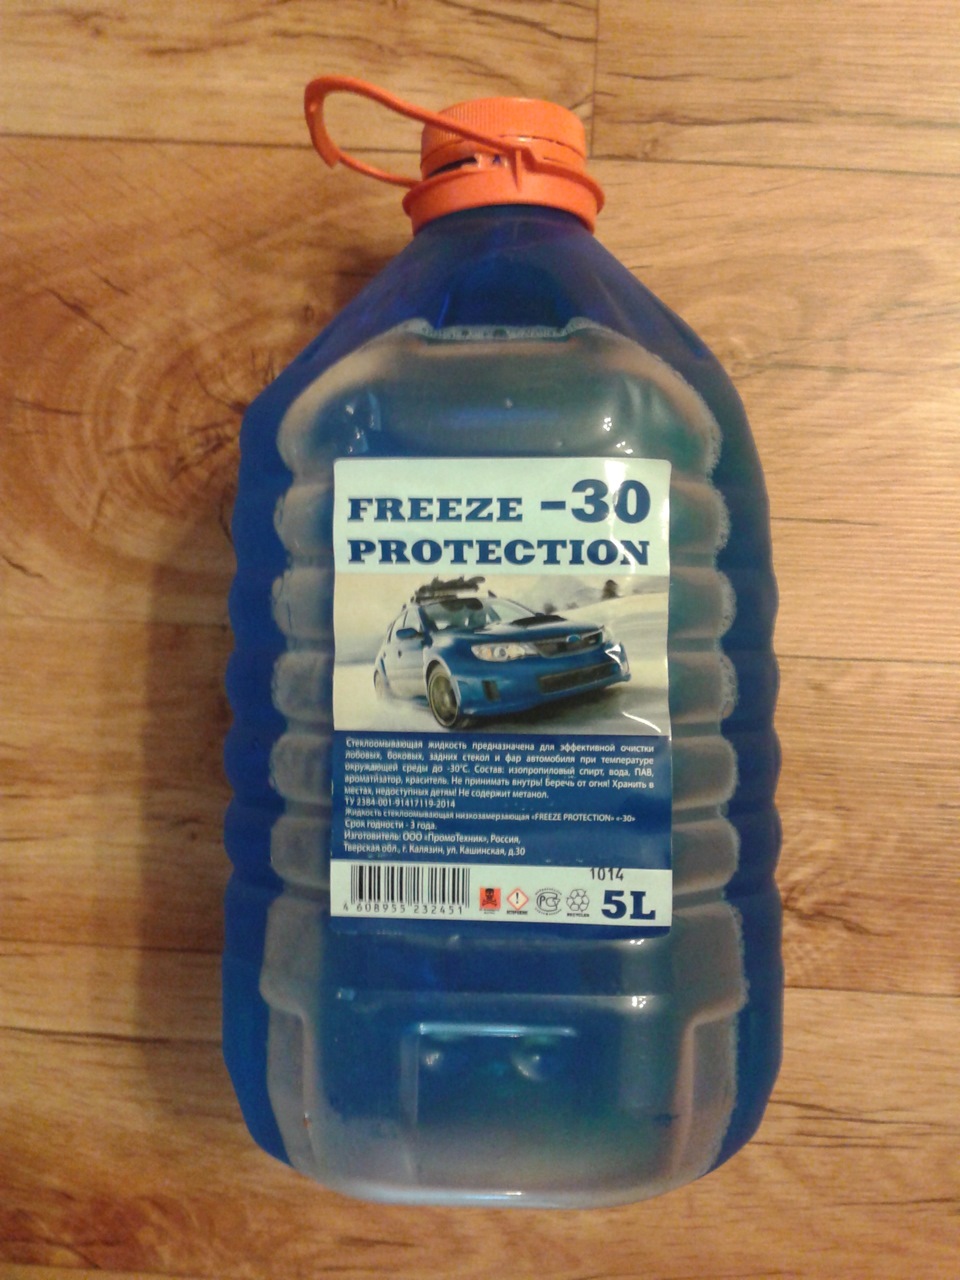 FREEZE -30
PROTECTION
Стеклоомывающая жидкость предназначена для эффективной очистки
лобовых, боковых, задних стекол и фар автомобиля при температуре
окружающей среды до -30°С. Состав: изопропиловый спирт, вода, ПАВ,
ароматизатор, краситель. Не принимать внутрь! Беречь от огня! Хранить в
местах, недоступных детям! Не содержит метанол.
ТУ 2384-001-91417119-2014
Жидкость стеклоомывающая низкозамерзающая «FREEZE PROTECTION» «-30»
Срок годности - 3 года.
Изготовитель: ООО «ПромоТехник», Россия,
Тверская обл., г. Калязин, ул. Кашинская, д.30
1014
4 608955 232451
РСТ
RECYCLED
5L